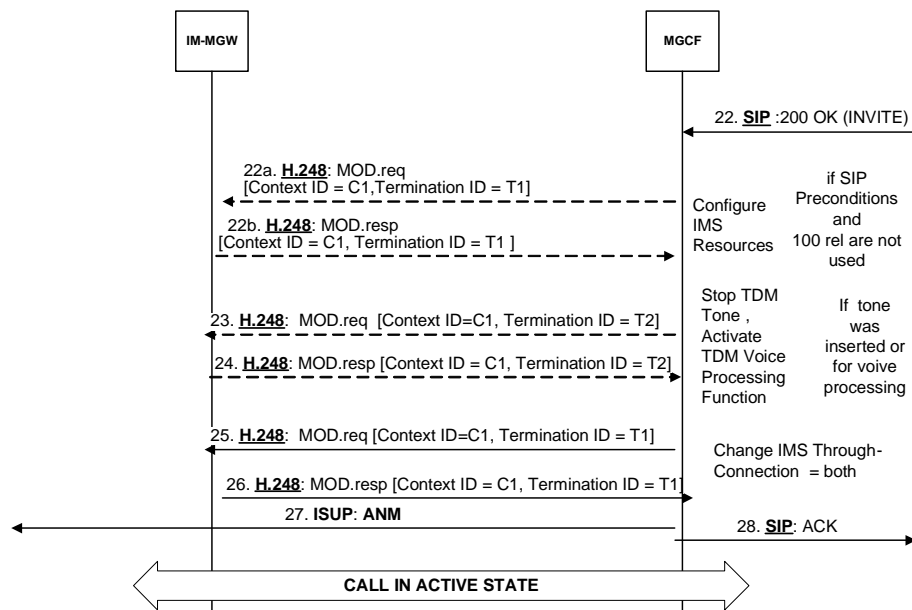 IM-MGW
MGCF
22. SIP :200 OK (INVITE)
22a. H.248: MOD.req
[Context ID = C1,Termination ID = T1]
Configure
IMS
Resources
if SIP
Preconditions
and
100 rel are not
used
22b. H.248: MOD.resp
[Context ID = C1, Termination ID = T1 ]
23. H.248: MOD.req [Context ID=C1, Termination ID = T2]
Stop TDM
Tone ,
Activate
TDM Voice
Processing
Function
If tone
was
inserted or
for voive
processing
24. H.248: MOD.resp [Context ID = C1, Termination ID = T2]
25. H.248: MOD.req [Context ID=C1, Termination ID = T1]
Change IMS Through-
Connection = both
26. H.248: MOD.resp [Context ID = C1, Termination ID = T1]
27. ISUP: ANM
28. SIP: ACK
CALL IN ACTIVE STATE